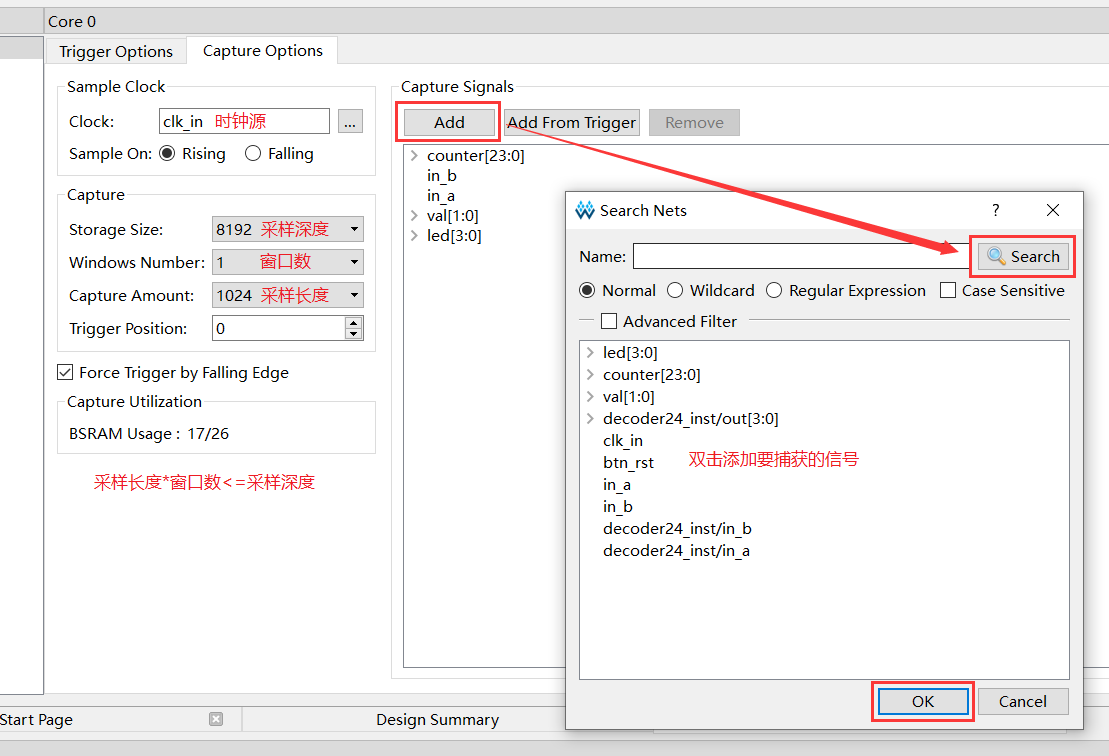 Core 0
Trigger Options
Capture Options
Sample Clock
Clock:
clk_in 时钟源
...
Sample On:
Rising
Falling
Capture
Storage Size:
8192 采样深度
Windows Number:
1 窗口数
Capture Amount:
1024 采样长度
Trigger Position:
0
Force Trigger by Falling Edge
Capture Utilization
BSRAM Usage : 17/26
采样长度*窗口数<=采样深度
Capture Signals
Add
Add From Trigger
Remove
counter[23:0]
in_b
in_a
val[1:0]
led[3:0]
Search Nets
?
Name:
Search
Normal
Wildcard
Regular Expression
Case Sensitive
Advanced Filter
led[3:0]
counter[23:0]
val[1:0]
decoder24_inst/out[3:0]
clk_in
btn_rst
双击添加要捕获的信号
in_a
in_b
decoder24_inst/in_b
decoder24_inst/in_a
OK
Cancel
Start Page
Design Summary